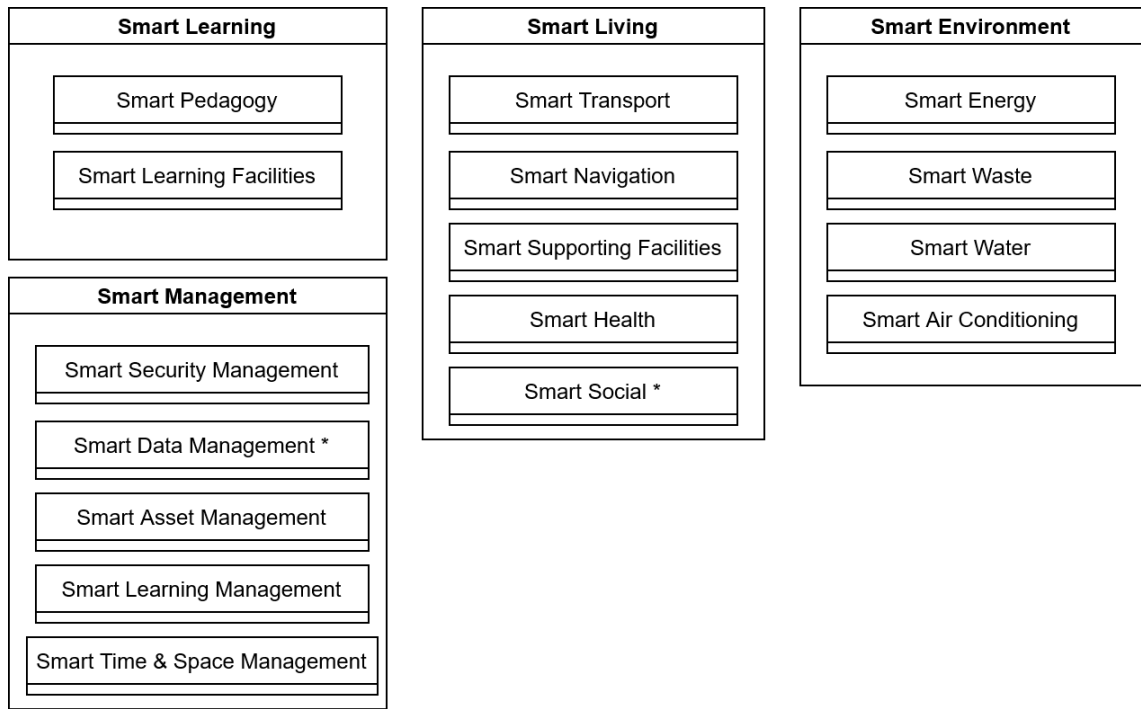 Smart Learning
Smart Pedagogy
Smart Learning Facilities
Smart Management
Smart Security Management
Smart Data Management *
Smart Asset Management
Smart Learning Management
Smart Time & Space Management
Smart Living
Smart Transport
Smart Navigation
Smart Supporting Facilities
Smart Health
Smart Social *
Smart Environment
Smart Energy
Smart Waste
Smart Water
Smart Air Conditioning